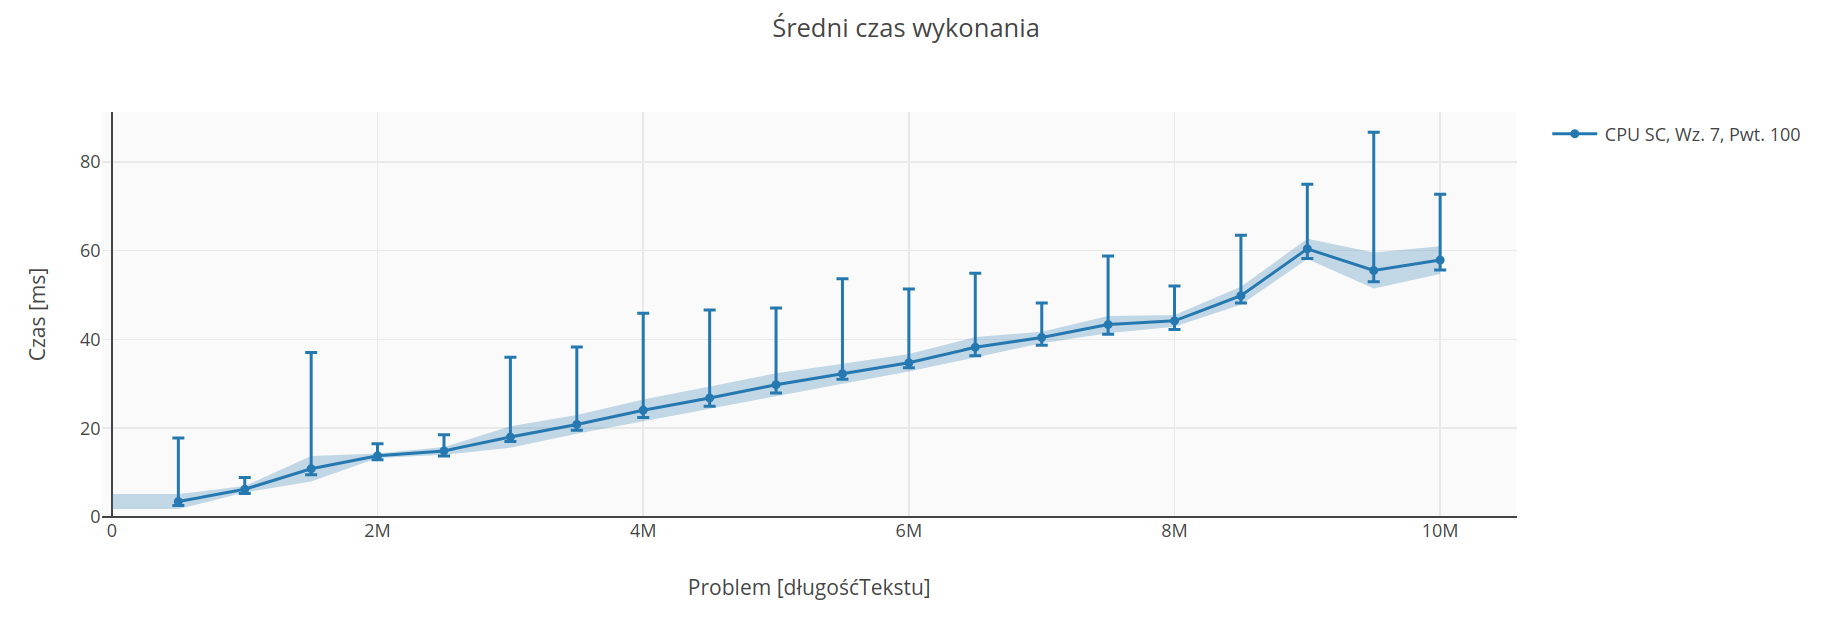 Średni czas wykonania
CPU SC, Wz. 7, Pwt. 100
Czas [ms]
80
60
40
20
0
0
2M
4M
6M
8M
10M
Problem [długośćTekstu]